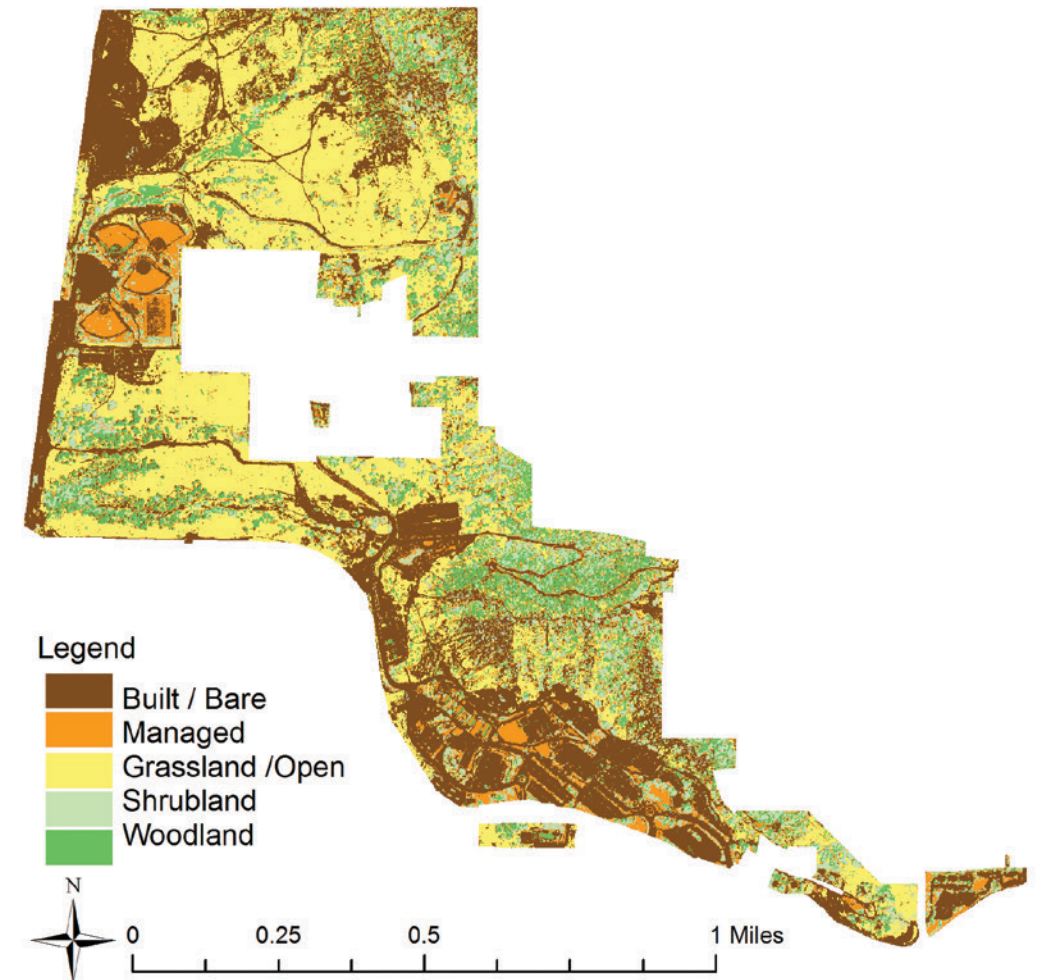 Legend
Built / Bare
Managed
Grassland /Open
Shrubland
Woodland
N
0 0.25 0.5 1 Miles